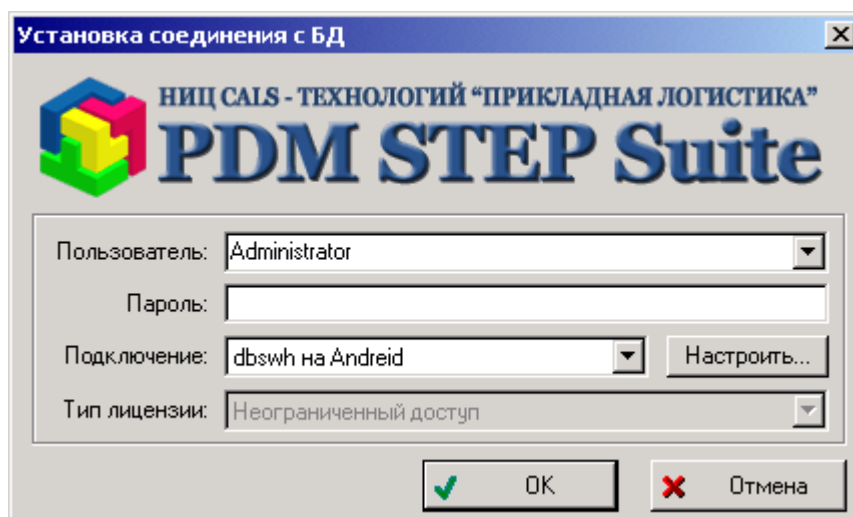 Установка соединения с БД
НИЦ CALS - ТЕХНОЛОГИЙ "ПРИКЛАДНАЯ ЛОГИСТИКА"
PDM STEP Suite
Пользователь: Administrator
Пароль:
Подключение: dbswh на Andreid Настроить...
Тип лицензии: Неограниченный доступ
OK Отмена